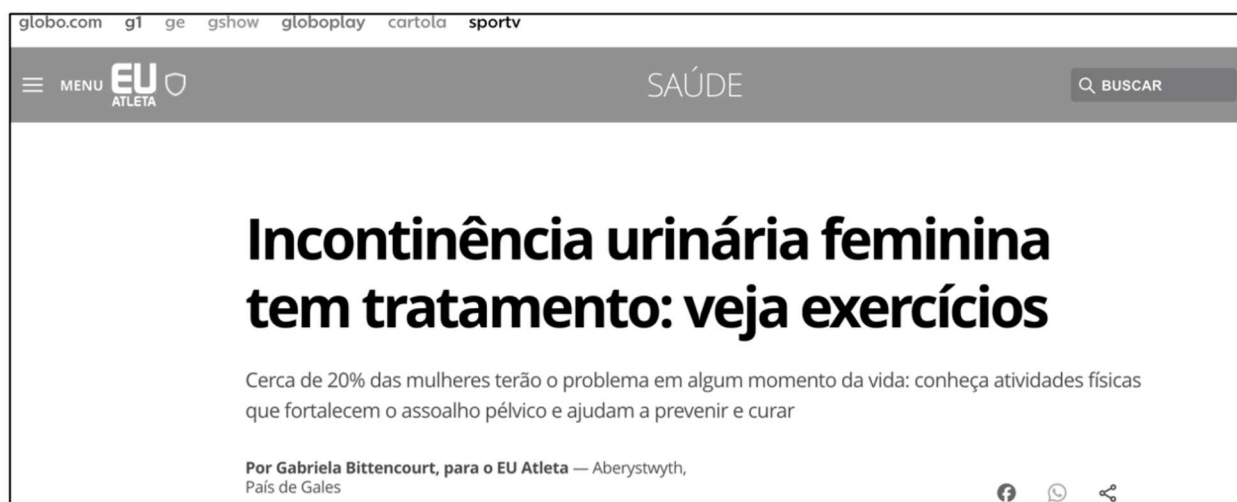 globo.com g1 ge gshow globoplay cartola sportv
MENU EU ATLETA SAÚDE BUSCAR
Incontinência urinária feminina
tem tratamento: veja exercícios
Cerca de 20% das mulheres terão o problema em algum momento da vida: conheça atividades físicas
que fortalecem o assoalho pélvico e ajudam a prevenir e curar
Por Gabriela Bittencourt, para o EU Atleta — Aberystwyth,
País de Gales